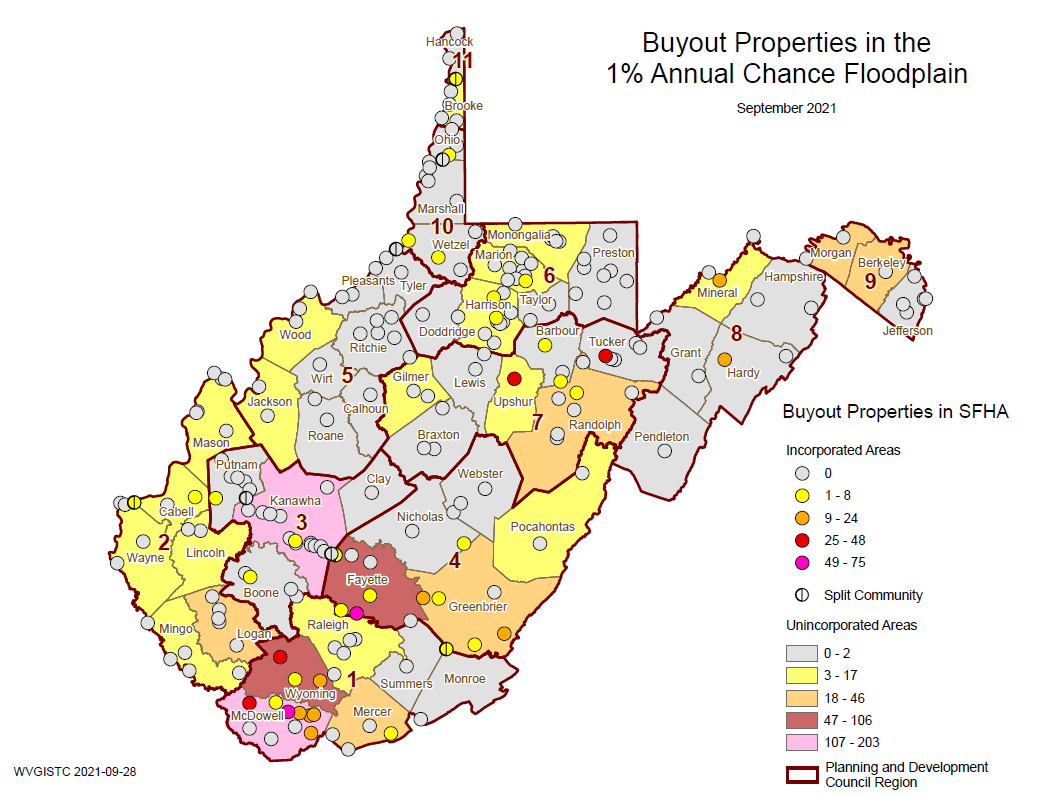 Buyout Properties in the
1% Annual Chance Floodplain
September 2021
Hancock
11
Brooke
Ohio
Marshall
10
Wetzel
Monongalia
Marion
Preston
6
Pleasants
Tyler
Harrison
Taylor
Doddridge
Wood
Ritchie
Barbour
Tucker
Mineral
Hampshire
Morgan
Berkeley
9
Jefferson
8
Grant
Hardy
Wirt
5
Gilmer
Lewis
Upshur
Jackson
Calhoun
Roane
Braxton
7
Randolph
Pendleton
Mason
Putnam
Kanawha
3
Clay
Webster
Nicholas
Pocahontas
Cabell
2
Wayne
Lincoln
Boone
Fayette
4
Greenbrier
Mingo
Logan
Raleigh
1
Summers
Monroe
Wyoming
McDowell
Mercer
Buyout Properties in SFHA
Incorporated Areas
0
1 - 8
9 - 24
25 - 48
49 - 75
Split Community
Unincorporated Areas
0 - 2
3 - 17
18 - 46
47 - 106
107 - 203
Planning and Development
Council Region
WVGISTC 2021-09-28